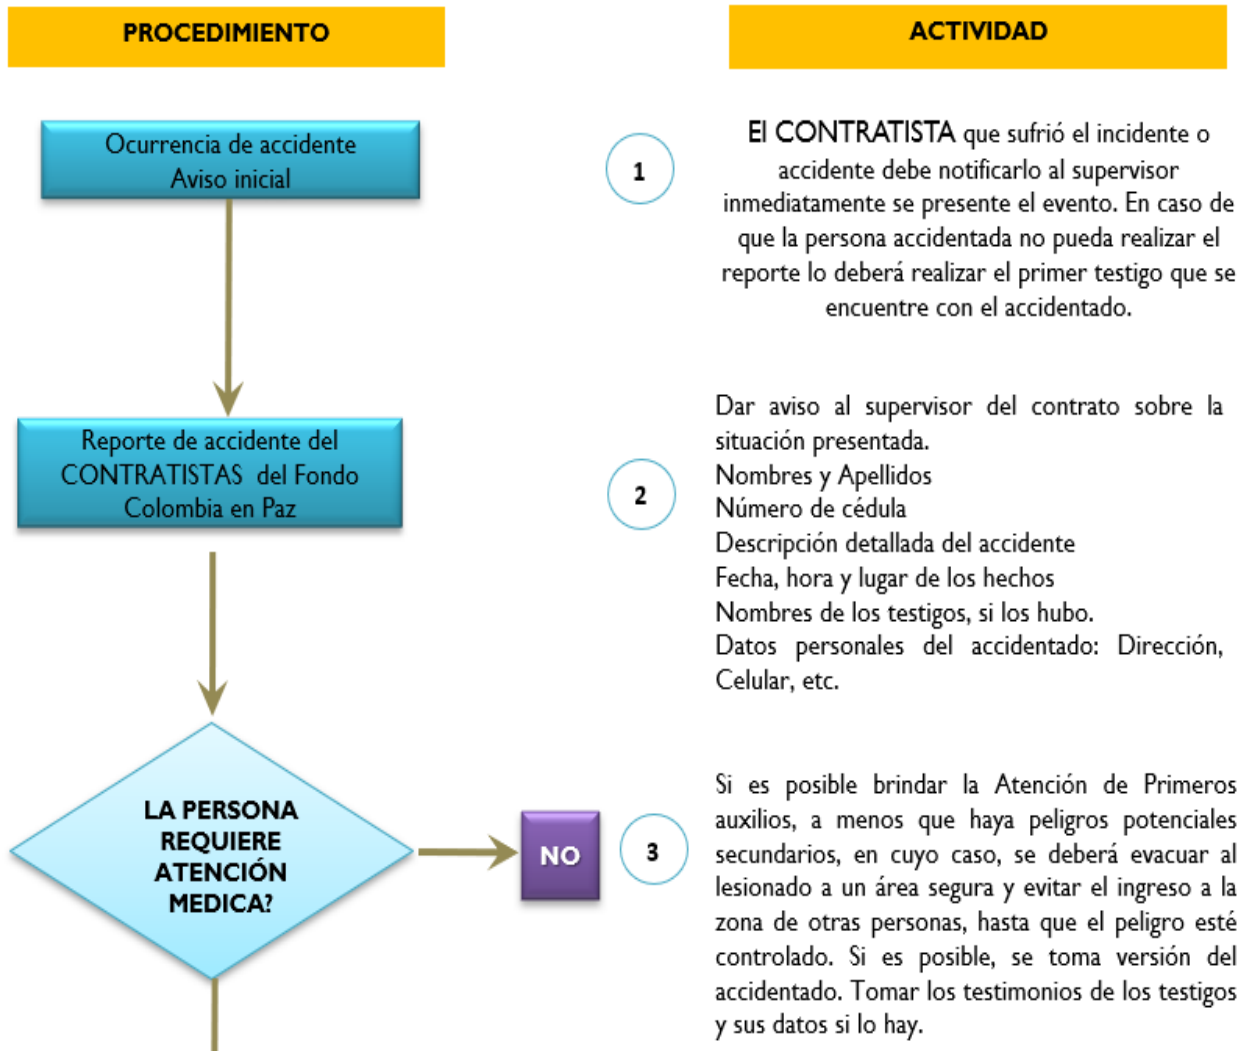 PROCEDIMIENTO
ACTIVIDAD
Ocurrencia de accidente
Aviso inicial
1
El CONTRATISTA que sufrió el incidente o
accidente debe notificarlo al supervisor
inmediatamente se presente el evento. En caso de
que la persona accidentada no pueda realizar el
reporte lo deberá realizar el primer testigo que se
encuentre con el accidentado.
Reporte de accidente del
CONTRATISTAS del Fondo
Colombia en Paz
2
Dar aviso al supervisor del contrato sobre la
situación presentada.
Nombres y Apellidos
Número de cédula
Descripción detallada del accidente
Fecha, hora y lugar de los hechos
Nombres de los testigos, si los hubo.
Datos personales del accidentado: Dirección,
Celular, etc.
LA PERSONA
REQUIERE
ATENCIÓN
MEDICA?
NO
3
Si es posible brindar la Atención de Primeros
auxilios, a menos que haya peligros potenciales
secundarios, en cuyo caso, se deberá evacuar al
lesionado a un área segura y evitar el ingreso a la
zona de otras personas, hasta que el peligro esté
controlado. Si es posible, se toma versión del
accidentado. Tomar los testimonios de los testigos
y sus datos si lo hay.